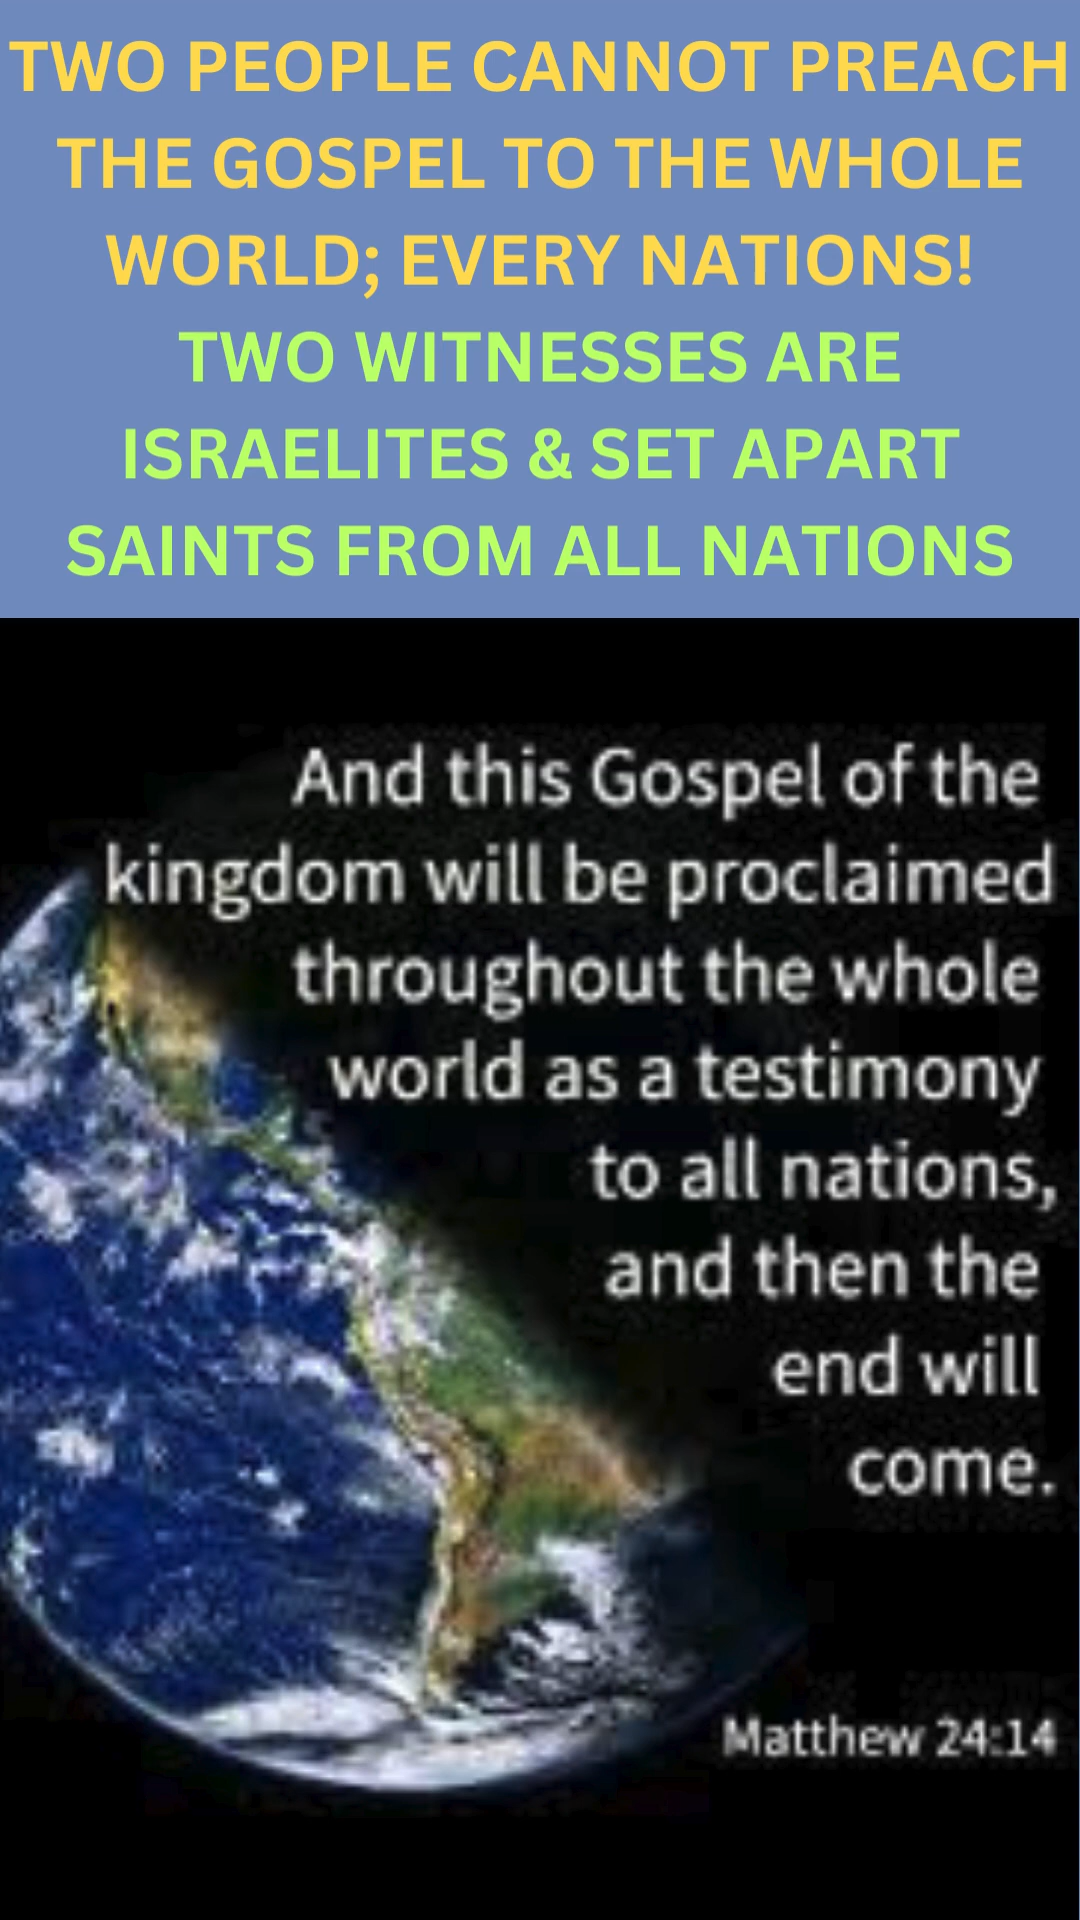 TWO PEOPLE CANNOT PREACH
THE GOSPEL TO THE WHOLE
WORLD; EVERY NATIONS!
TWO WITNESSES ARE
ISRAELITES & SET APART
SAINTS FROM ALL NATIONS
And this Gospel of the
kingdom will be proclaimed
throughout the whole
world as a testimony
to all nations,
and then the
end will
come.
Matthew 24:14